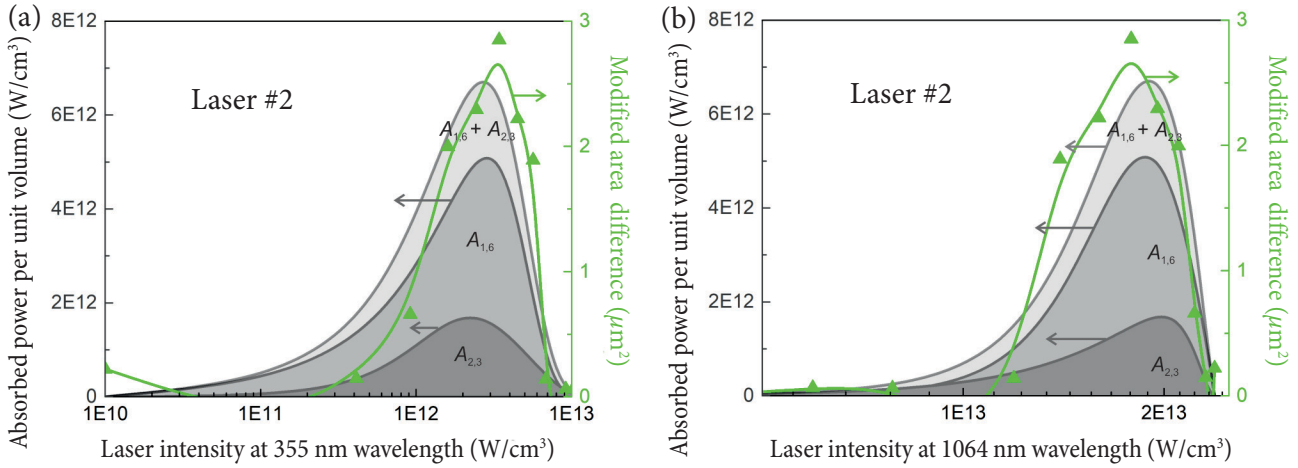 (a)
Absorbed power per unit volume (W/cm³)
8E12
6E12
4E12
2E12
0
Laser #2
A₁,₆ + A₂,₃
A₁,₆
A₂,₃
3
2
1
0
Modified area difference (μm²)
1E10 1E11 1E12 1E13
Laser intensity at 355 nm wavelength (W/cm³)
(b)
Absorbed power per unit volume (W/cm³)
8E12
6E12
4E12
2E12
0
Laser #2
A₁,₆ + A₂,₃
A₁,₆
A₂,₃
3
2
1
0
Modified area difference (μm²)
1E13 2E13
Laser intensity at 1064 nm wavelength (W/cm³)